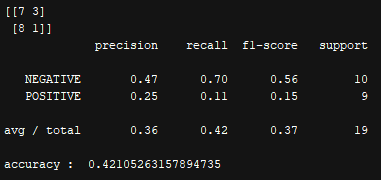 [[7 3]
 [8 1]]
precision recall f1-score support
NEGATIVE 0.47 0.70 0.56 10
POSITIVE 0.25 0.11 0.15 9
avg / total 0.36 0.42 0.37 19
accuracy : 0.42105263157894735